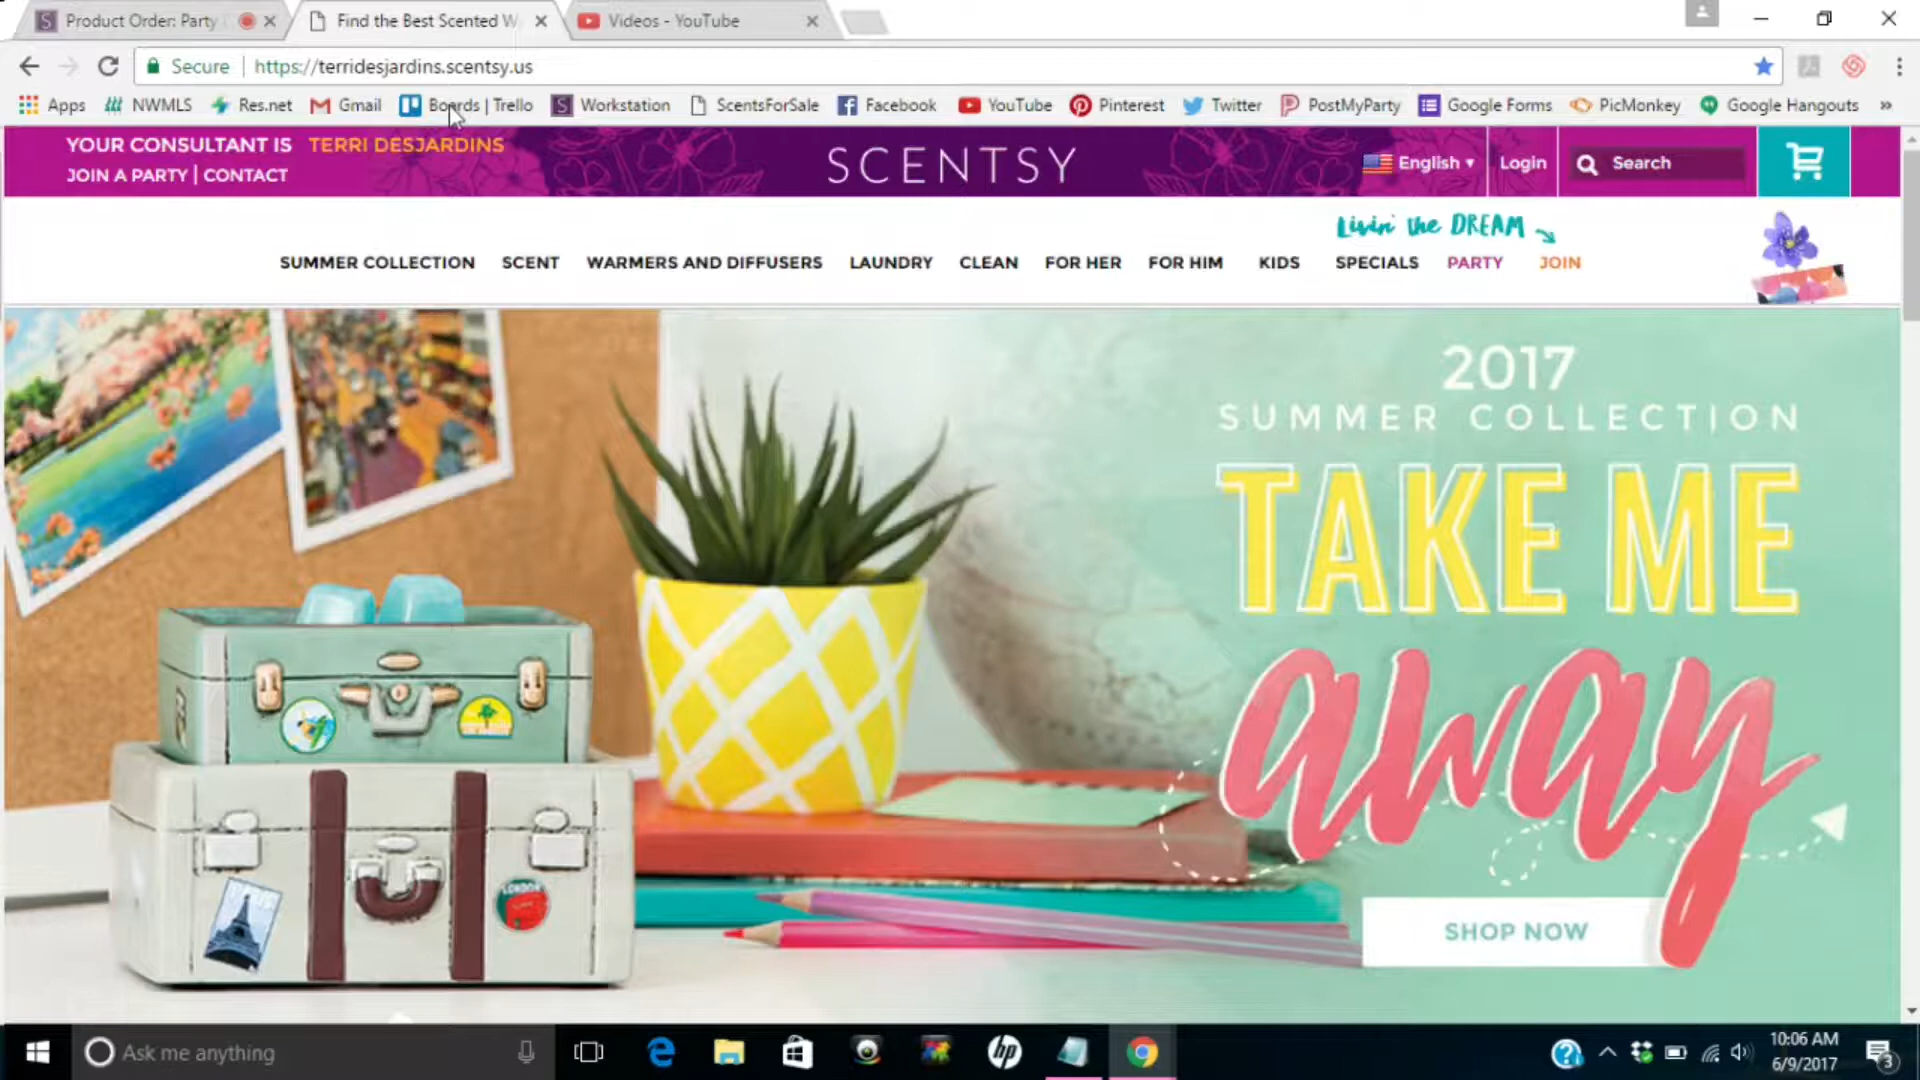 Product Order: Party
Find the Best Scented W
Videos - YouTube
Secure
https://terridesjardins.scentsy.us
Apps
NWMLS
Res.net
Gmail
Boards | Trello
Workstation
ScentsForSale
Facebook
YouTube
Pinterest
Twitter
PostMyParty
Google Forms
PicMonkey
Google Hangouts
»
YOUR CONSULTANT IS TERRI DESJARDINS
JOIN A PARTY | CONTACT
SCENTSY
English
Login
Search
Livin' the DREAM
SUMMER COLLECTION
SCENT
WARMERS AND DIFFUSERS
LAUNDRY
CLEAN
FOR HER
FOR HIM
KIDS
SPECIALS
PARTY
JOIN
2017
SUMMER COLLECTION
TAKE ME
away
LONDON
SHOP NOW
Ask me anything
hp
10:06 AM
6/9/2017
3